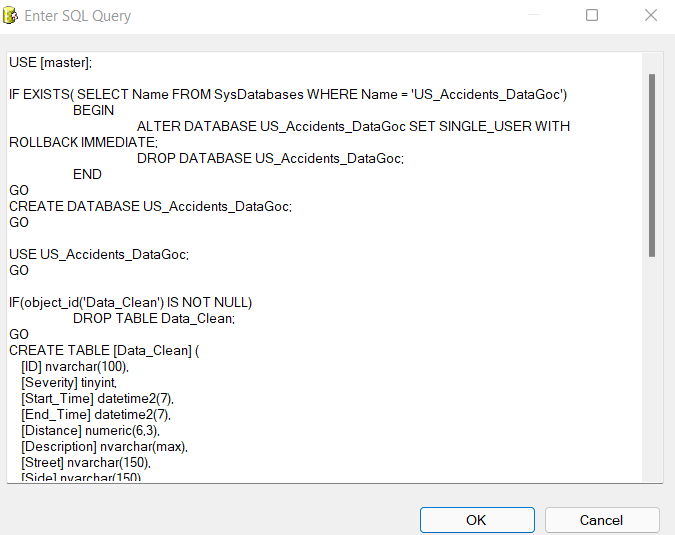 Enter SQL Query
USE [master];
IF EXISTS( SELECT Name FROM SysDatabases WHERE Name = 'US_Accidents_DataGoc')
BEGIN
ALTER DATABASE US_Accidents_DataGoc SET SINGLE_USER WITH
ROLLBACK IMMEDIATE;
DROP DATABASE US_Accidents_DataGoc;
END
GO
CREATE DATABASE US_Accidents_DataGoc;
GO
USE US_Accidents_DataGoc;
GO
IF(object_id('Data_Clean') IS NOT NULL)
DROP TABLE Data_Clean;
GO
CREATE TABLE [Data_Clean] (
[ID] nvarchar(100),
[Severity] tinyint,
[Start_Time] datetime2(7),
[End_Time] datetime2(7),
[Distance] numeric(6,3),
[Description] nvarchar(max),
[Street] nvarchar(150),
[Side] nvarchar(150)
OK
Cancel